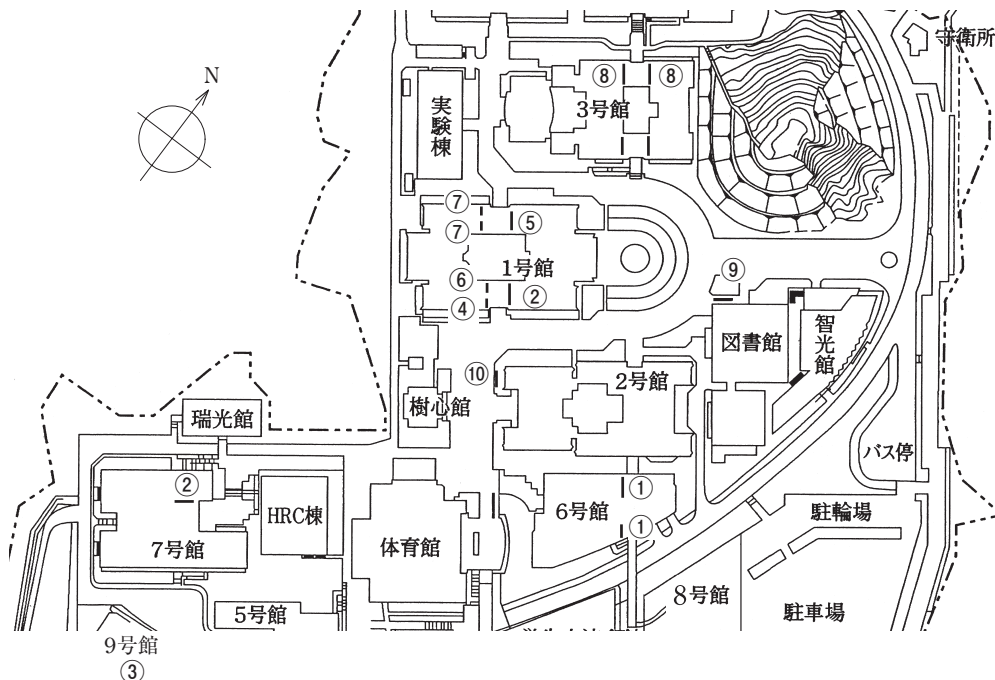 守衛所
N
⑧
⑧
3号館
実験棟
⑦
⑤
⑦
1号館
⑨
⑥
②
④
図書館
智光館
⑩
2号館
樹心館
瑞光館
バス停
②
①
HRC棟
6号館
駐輪場
7号館
体育館
①
8号館
駐車場
5号館
9号館
③